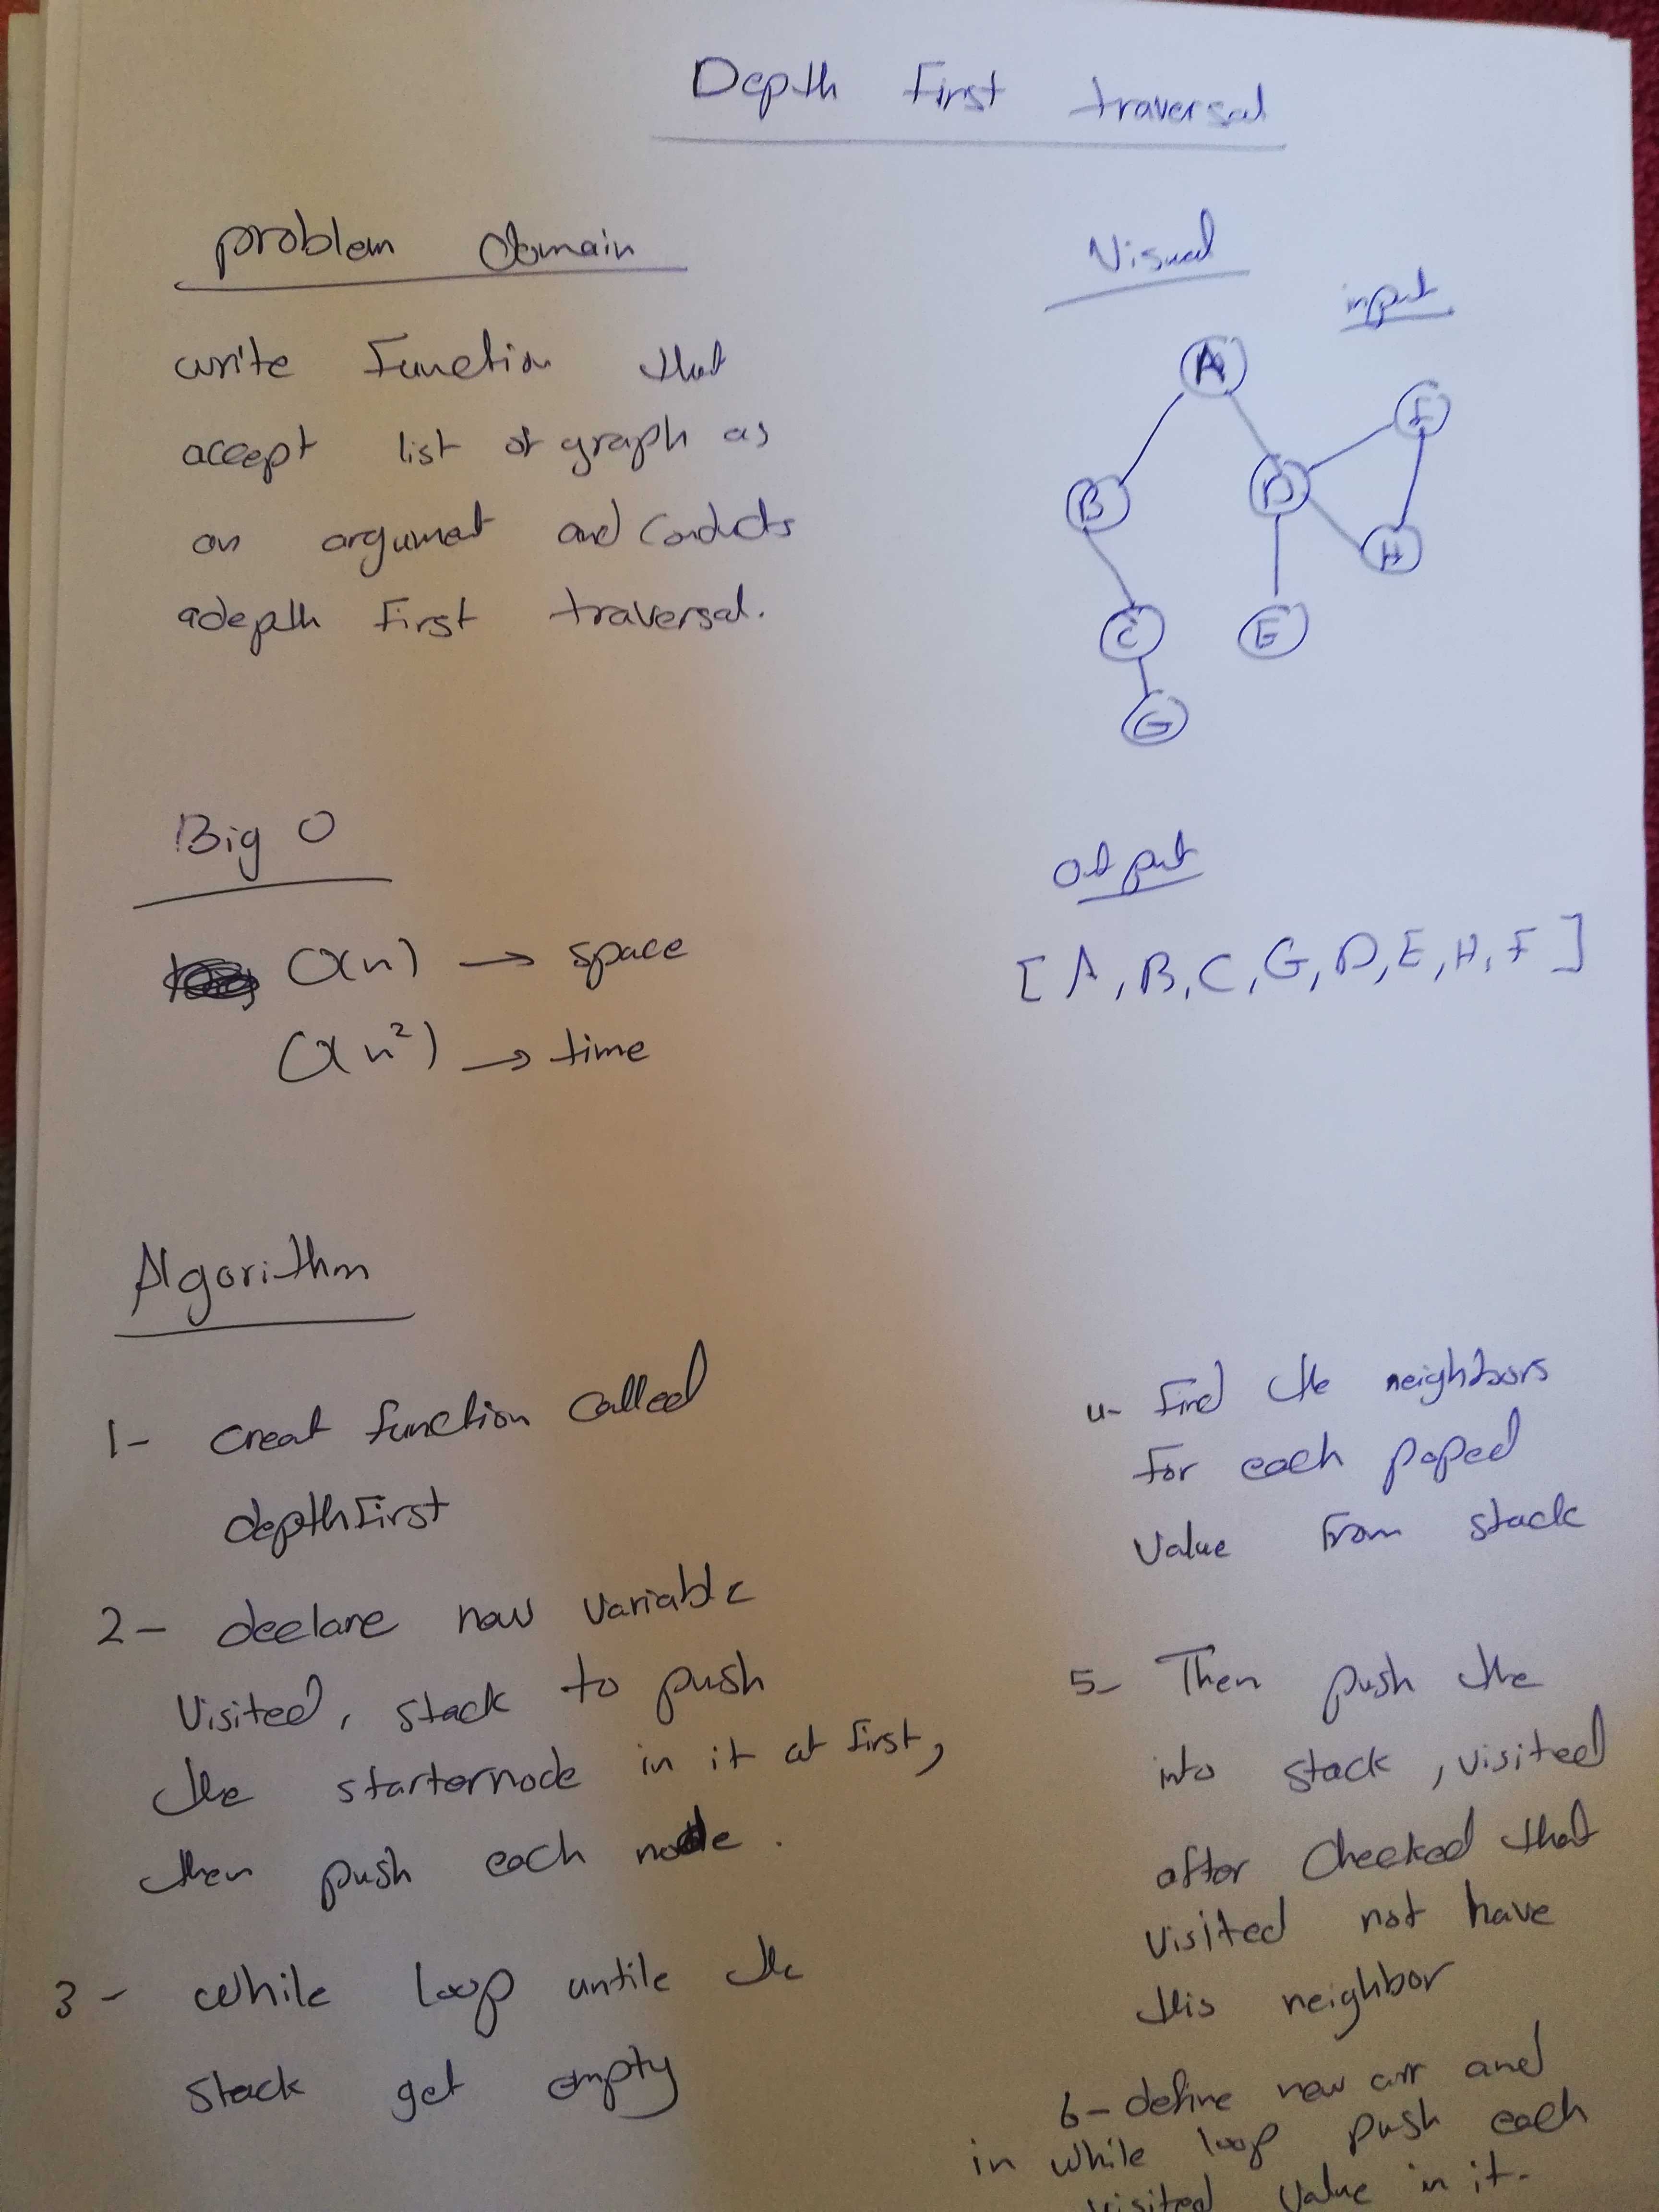 Depth First traversal
problem domain
write Function that
accept list of graph as
an argument and conducts
adepth First traversal.
Visual
input
A
B
D
F
H
C
E
G
Big O
O(n) → space
O(n²) → time
output
[A, B, C, G, D, E, H, F]
Algorithm
1- creat function called
depthFirst
2- declare new variable
Visited, stack to push
the starternode in it at first,
then push each node.
3- while loop untile the
stack get empty
4- Find the neighbors
For each poped
value From stack
5- Then push the
into stack, visited
after checked that
visited not have
this neighbor
6- define new arr and
in while loop push each
visited value in it.